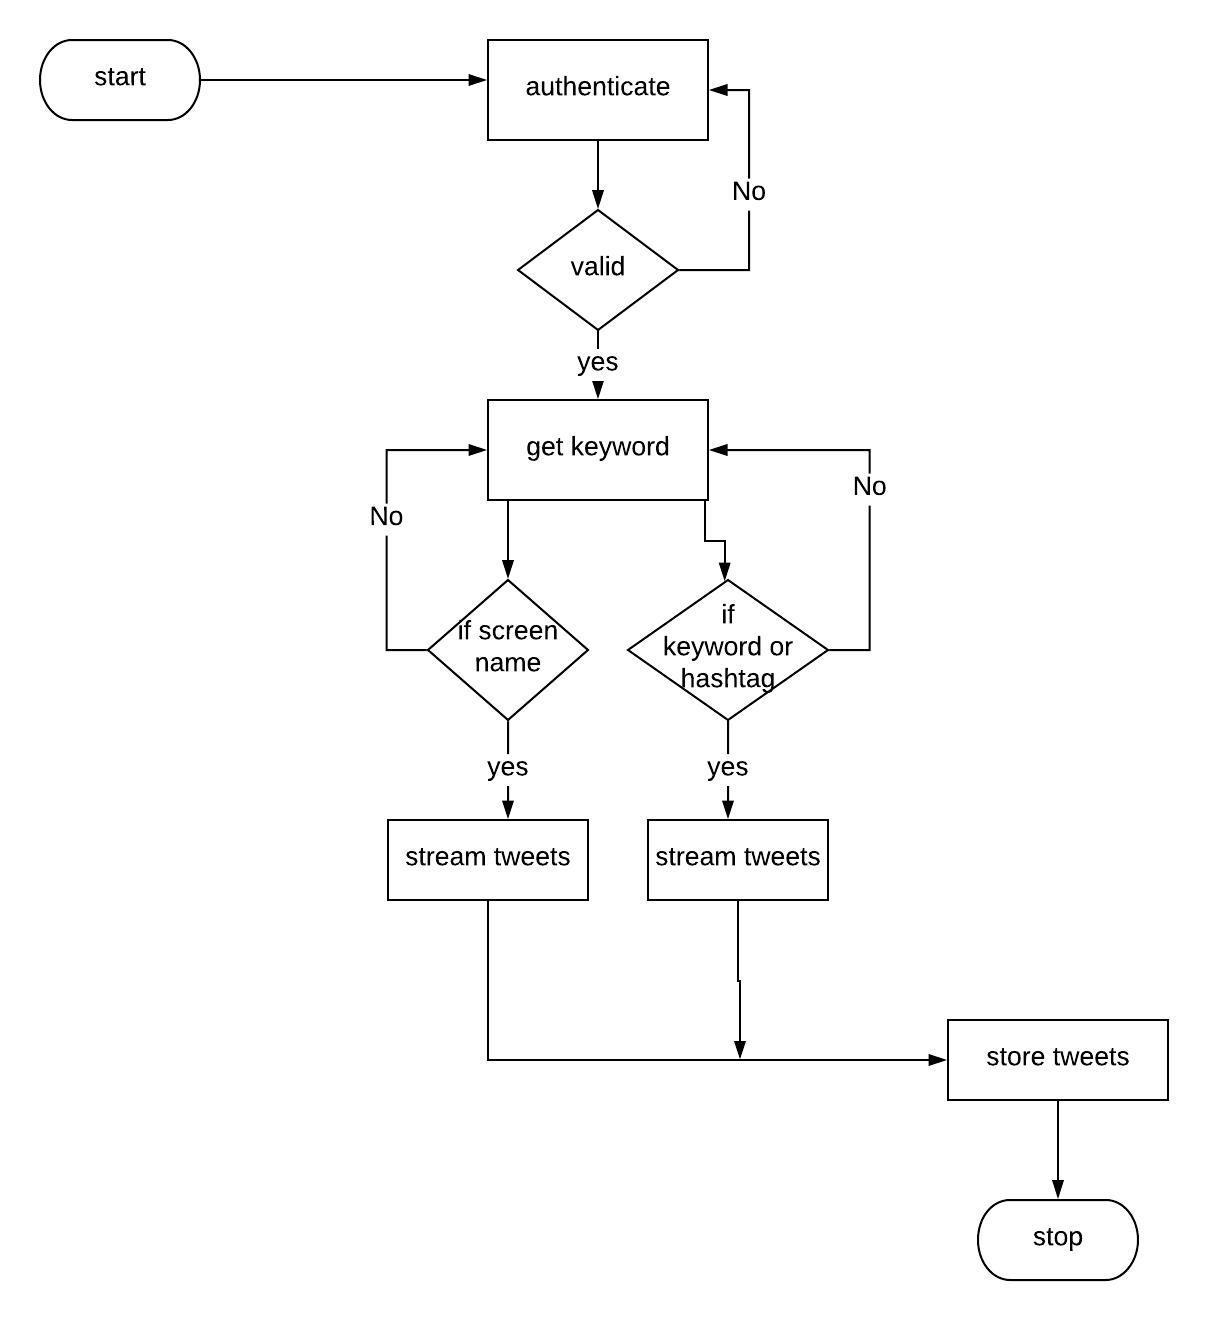 start
authenticate
No
valid
yes
get keyword
No
No
if screen
name
if
keyword or
hashtag
yes
yes
stream tweets
stream tweets
store tweets
stop